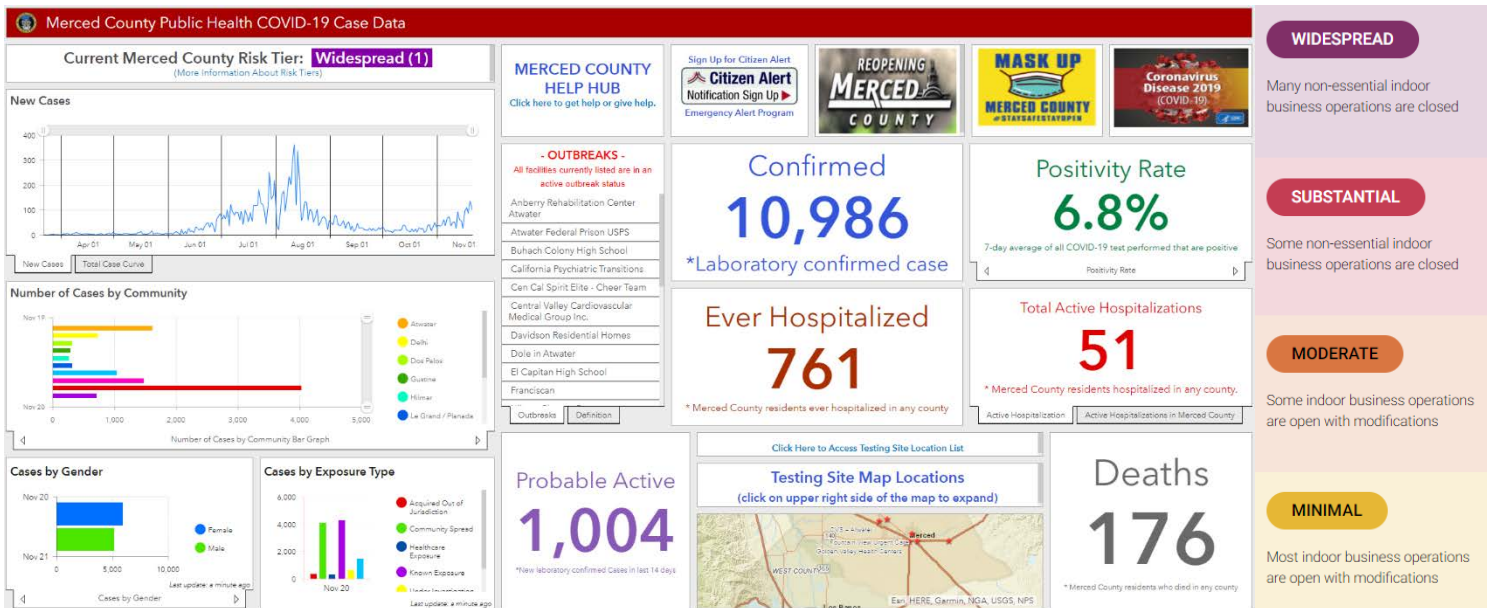 Merced County Public Health COVID-19 Case Data
Current Merced County Risk Tier: Widespread (1)
(More Information About Risk Tiers)
New Cases
400
300
200
100
0
Apr 01 May 01 Jun 01 Jul 01 Aug 01 Sep 01 Oct 01 Nov 01
New Cases Total Case Curve
Number of Cases by Community
Nov 20
0 1,000 2,000 3,000 4,000 5,000
Atwater
Delhi
Dos Palos
Gustine
Hilmar
Le Grand / Planada
Number of Cases by Community Bar Graph
Cases by Gender
Nov 20
Nov 21
0 5,000 10,000
Female
Male
Last update: a minute ago
Cases by Gender
Cases by Exposure Type
6,000
4,000
2,000
0
Nov 20
Acquired Out of
Jurisdiction
Community Spread
Healthcare
Exposure
Known Exposure
Under Investigation
Last update: a minute ago
MERCED COUNTY
HELP HUB
Click here to get help or give help.
Sign Up for Citizen Alert
Citizen Alert
Notification Sign Up
Emergency Alert Program
REOPENING
MERCED
COUNTY
MASK UP
MERCED COUNTY
#STAYSAFESTAYOPEN
Coronavirus
Disease 2019
(COVID-19)
- OUTBREAKS -
All facilities currently listed are in an
active outbreak status
Anberry Rehabilitation Center
Atwater
Atwater Federal Prison USPS
Buhach Colony High School
California Psychiatric Transitions
Cen Cal Spirit Elite - Cheer Team
Central Valley Cardiovascular
Medical Group Inc.
Davidson Residential Homes
Dole in Atwater
El Capitan High School
Franciscan
Outbreaks Definition
Confirmed
10,986
*Laboratory confirmed case
Positivity Rate
6.8%
7-day average of all COVID-19 test performed that are positive
Positivity Rate
Ever Hospitalized
761
* Merced County residents ever hospitalized in any county
Total Active Hospitalizations
51
* Merced County residents hospitalized in any county.
Active Hospitalization Active Hospitalizations in Merced County
Probable Active
1,004
*New laboratory confirmed Cases in last 14 days
Click Here to Access Testing Site Location List
Testing Site Map Locations
(click on upper right side of the map to expand)
Merced
WEST COUNTY
Los Banos
Esri, HERE, Garmin, NGA, USGS, NPS
Deaths
176
* Merced County residents who died in any county
WIDESPREAD
Many non-essential indoor
business operations are closed
SUBSTANTIAL
Some non-essential indoor
business operations are closed
MODERATE
Some indoor business operations
are open with modifications
MINIMAL
Most indoor business operations
are open with modifications